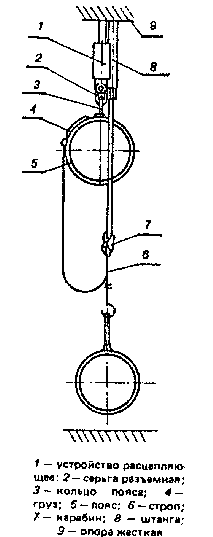 1
9
2
8
3
4
5
7
6
1 — устройство расцепляю-
щее; 2 — серьга разъемная;
3 — кольцо пояса; 4 —
груз; 5 — пояс; 6 — строп;
7 — карабин; 8 — штанга;
9 — опора жесткая